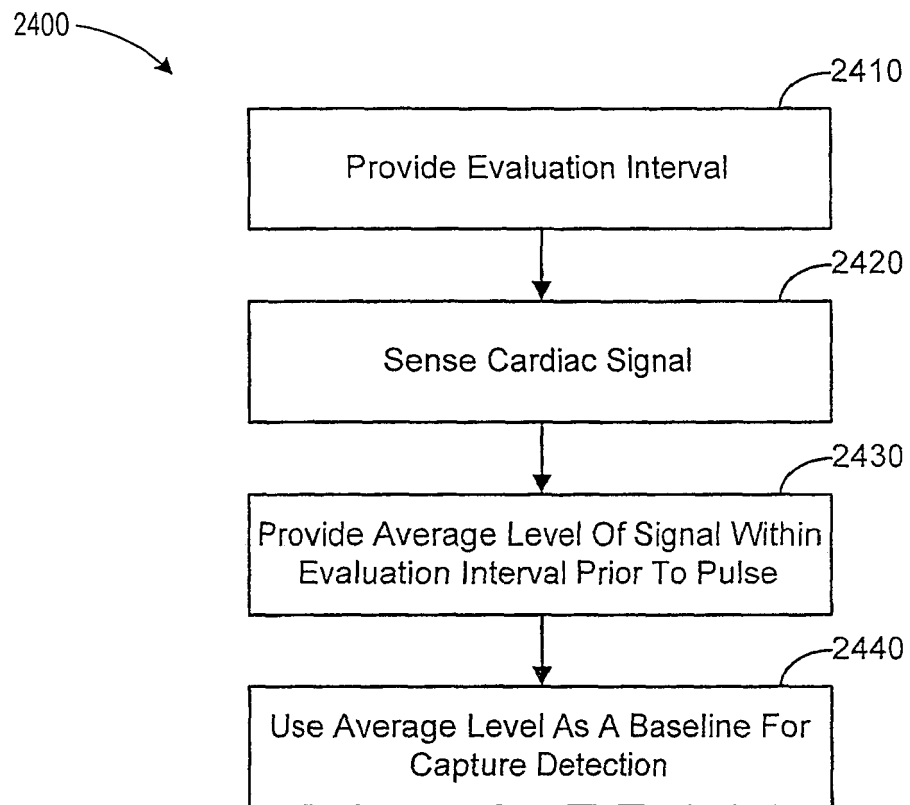 2400
2410
Provide Evaluation Interval
2420
Sense Cardiac Signal
2430
Provide Average Level Of Signal Within
Evaluation Interval Prior To Pulse
2440
Use Average Level As A Baseline For
Capture Detection